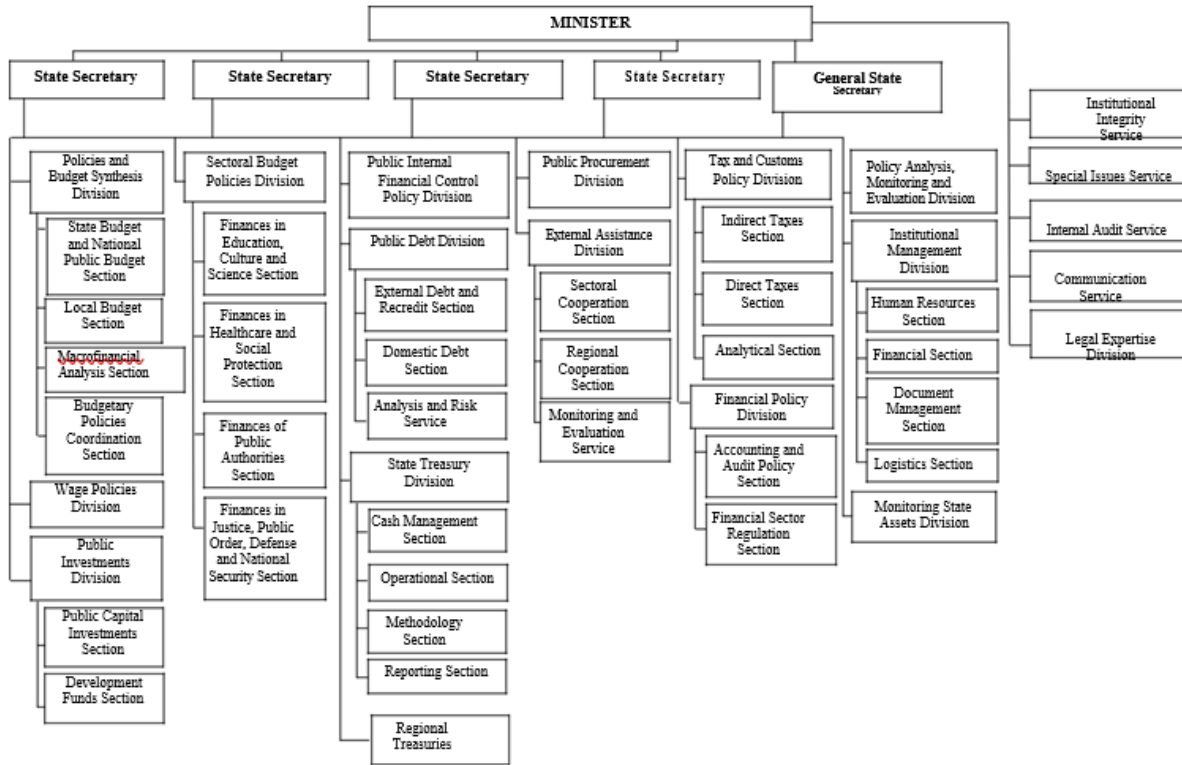 MINISTER
State Secretary
State Secretary
State Secretary
State Secretary
General State
Secretary
Institutional
Integrity
Service
Special Issues Service
Internal Audit Service
Communication
Service
Legal Expertise
Division
Policies and
Budget Synthesis
Division
State Budget
and National
Public Budget
Section
Local Budget
Section
Macrofinancial
Analysis Section
Budgetary
Policies
Coordination
Section
Wage Policies
Division
Public
Investments
Division
Public Capital
Investments
Section
Development
Funds Section
Sectoral Budget
Policies Division
Finances in
Education,
Culture and
Science Section
Finances in
Healthcare and
Social
Protection
Section
Finances of
Public
Authorities
Section
Finances in
Justice, Public
Order, Defense
and National
Security Section
Public Internal
Financial Control
Policy Division
Public Debt Division
External Debt and
Recredit Section
Domestic Debt
Section
Analysis and Risk
Service
State Treasury
Division
Cash Management
Section
Operational Section
Methodology
Section
Reporting Section
Regional
Treasuries
Public Procurement
Division
External Assistance
Division
Sectoral
Cooperation
Section
Regional
Cooperation
Section
Monitoring and
Evaluation
Service
Tax and Customs
Policy Division
Indirect Taxes
Section
Direct Taxes
Section
Analytical Section
Financial Policy
Division
Accounting and
Audit Policy
Section
Financial Sector
Regulation
Section
Policy Analysis,
Monitoring and
Evaluation Division
Institutional
Management
Division
Human Resources
Section
Financial Section
Document
Management
Section
Logistics Section
Monitoring State
Assets Division